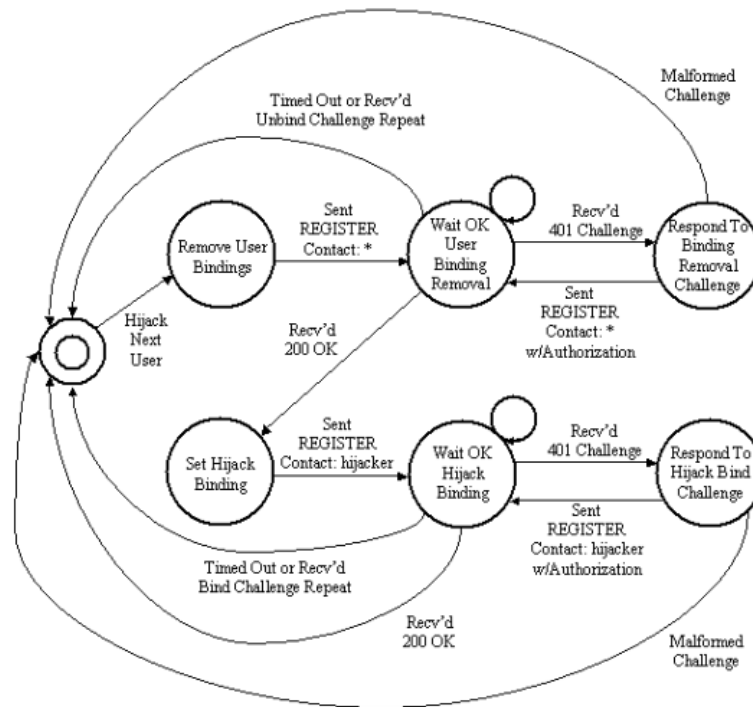 Malformed
Challenge
Timed Out or Recv'd
Unbind Challenge Repeat
Remove User
Bindings
Sent
REGISTER
Contact: *
Wait OK
User
Binding
Removal
Recv'd
401 Challenge
Respond To
Binding
Removal
Challenge
Sent
REGISTER
Contact: *
w/Authorization
Hijack
Next
User
Recv'd
200 OK
Set Hijack
Binding
Sent
REGISTER
Contact: hijacker
Wait OK
Hijack
Binding
Recv'd
401 Challenge
Respond To
Hijack Bind
Challenge
Sent
REGISTER
Contact: hijacker
w/Authorization
Timed Out or Recv'd
Bind Challenge Repeat
Recv'd
200 OK
Malformed
Challenge